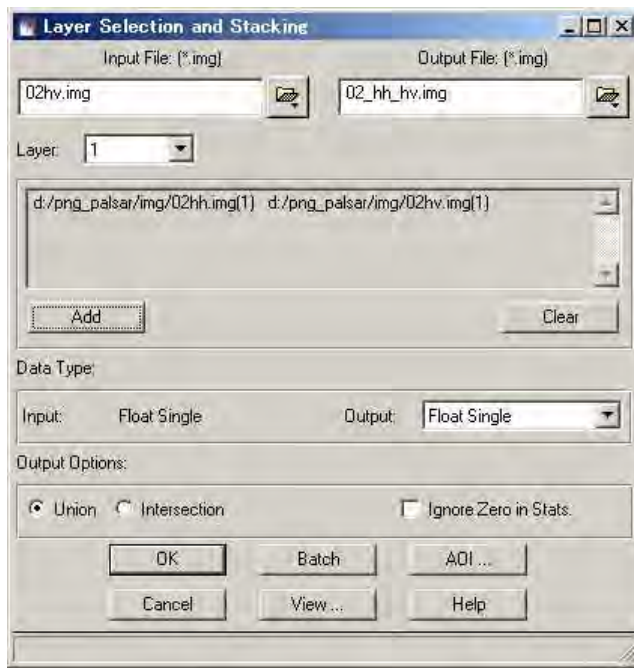 Layer Selection and Stacking
Input File: (*.img)
Output File: (*.img)
02hv.img
02_hh_hv.img
Layer:
1
d:/png_palsar/img/02hh.img(1) d:/png_palsar/img/02hv.img(1)
Add
Clear
Data Type:
Input:
Float Single
Output:
Float Single
Output Options:
Union
Intersection
Ignore Zero in Stats.
OK
Batch
AOI ...
Cancel
View ...
Help